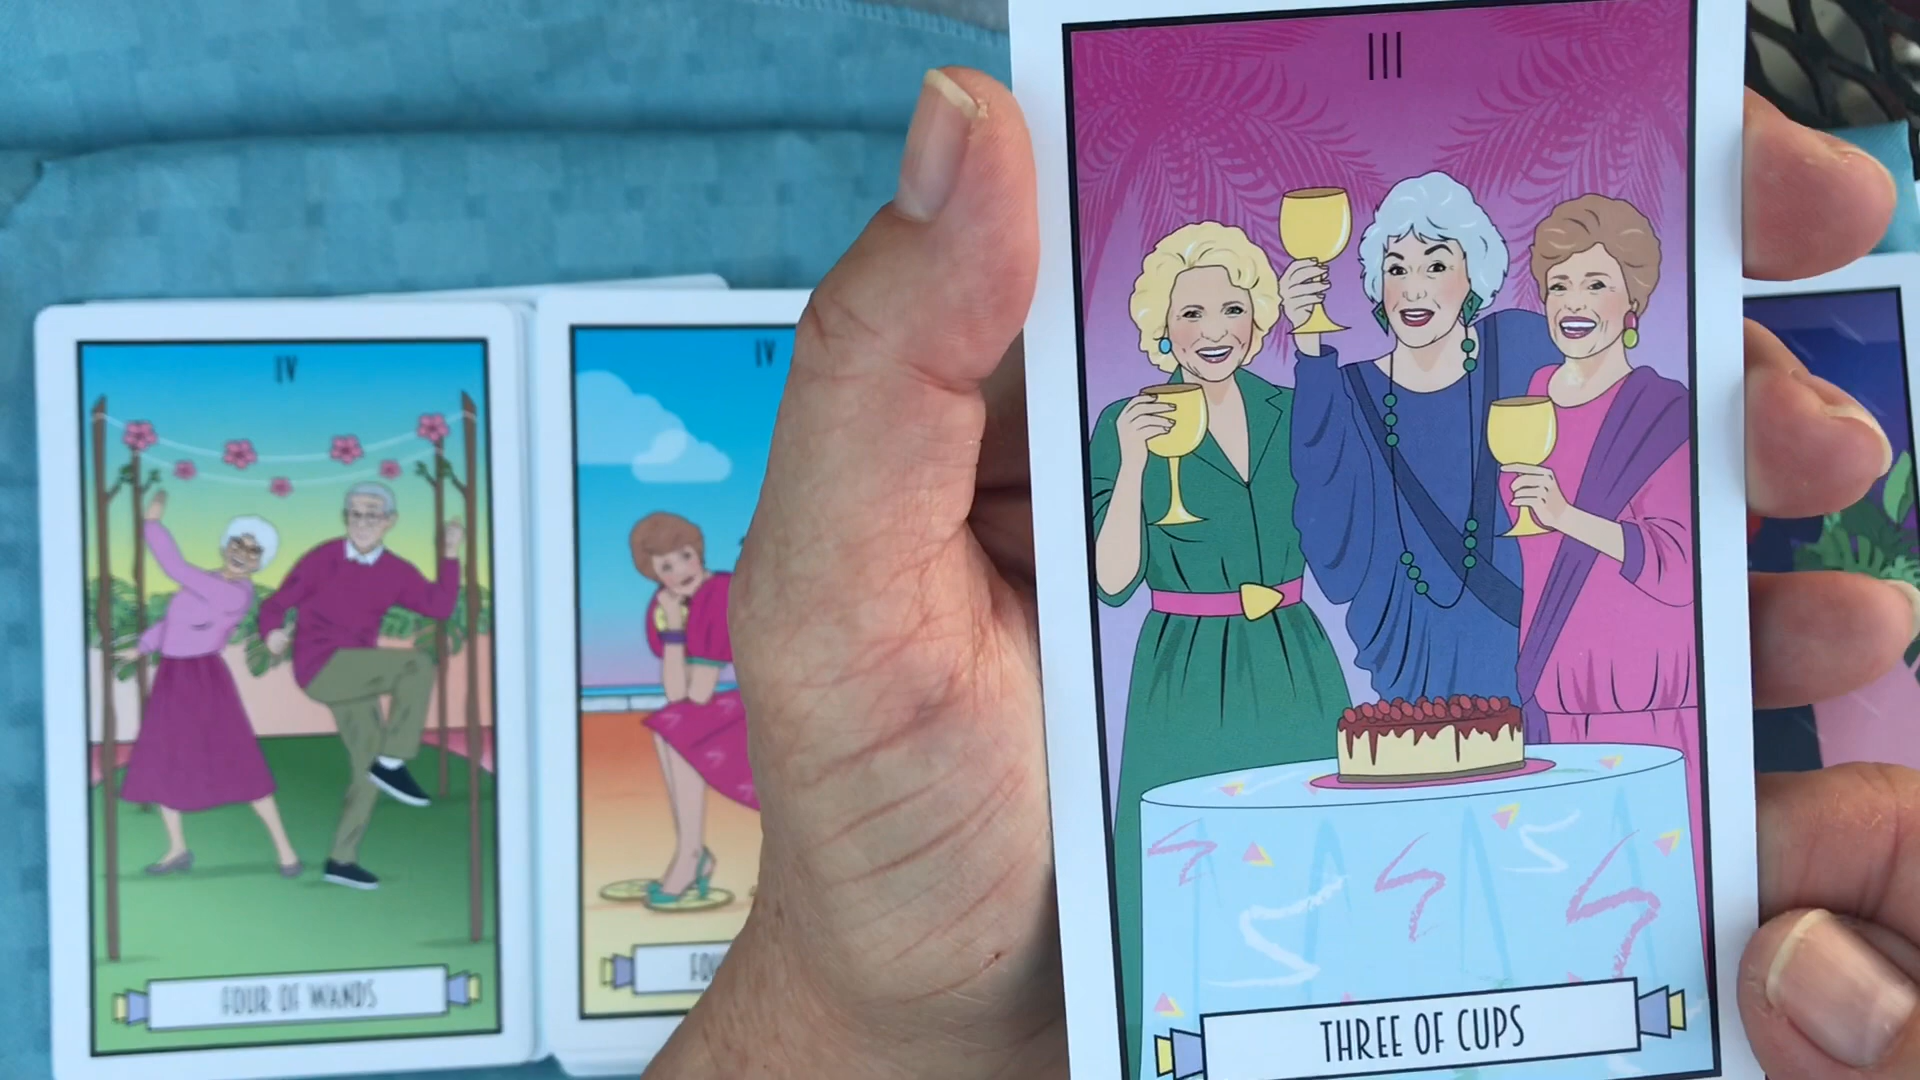 IV
FOUR OF WANDS
IV
III
THREE OF CUPS